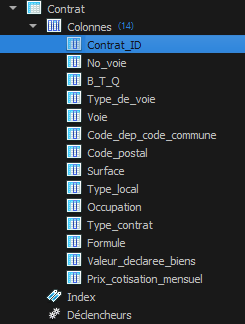 Contrat
Colonnes (14)
Contrat_ID
No_voie
B_T_Q
Type_de_voie
Voie
Code_dep_code_commune
Code_postal
Surface
Type_local
Occupation
Type_contrat
Formule
Valeur_declaree_biens
Prix_cotisation_mensuel
Index
Déclencheurs